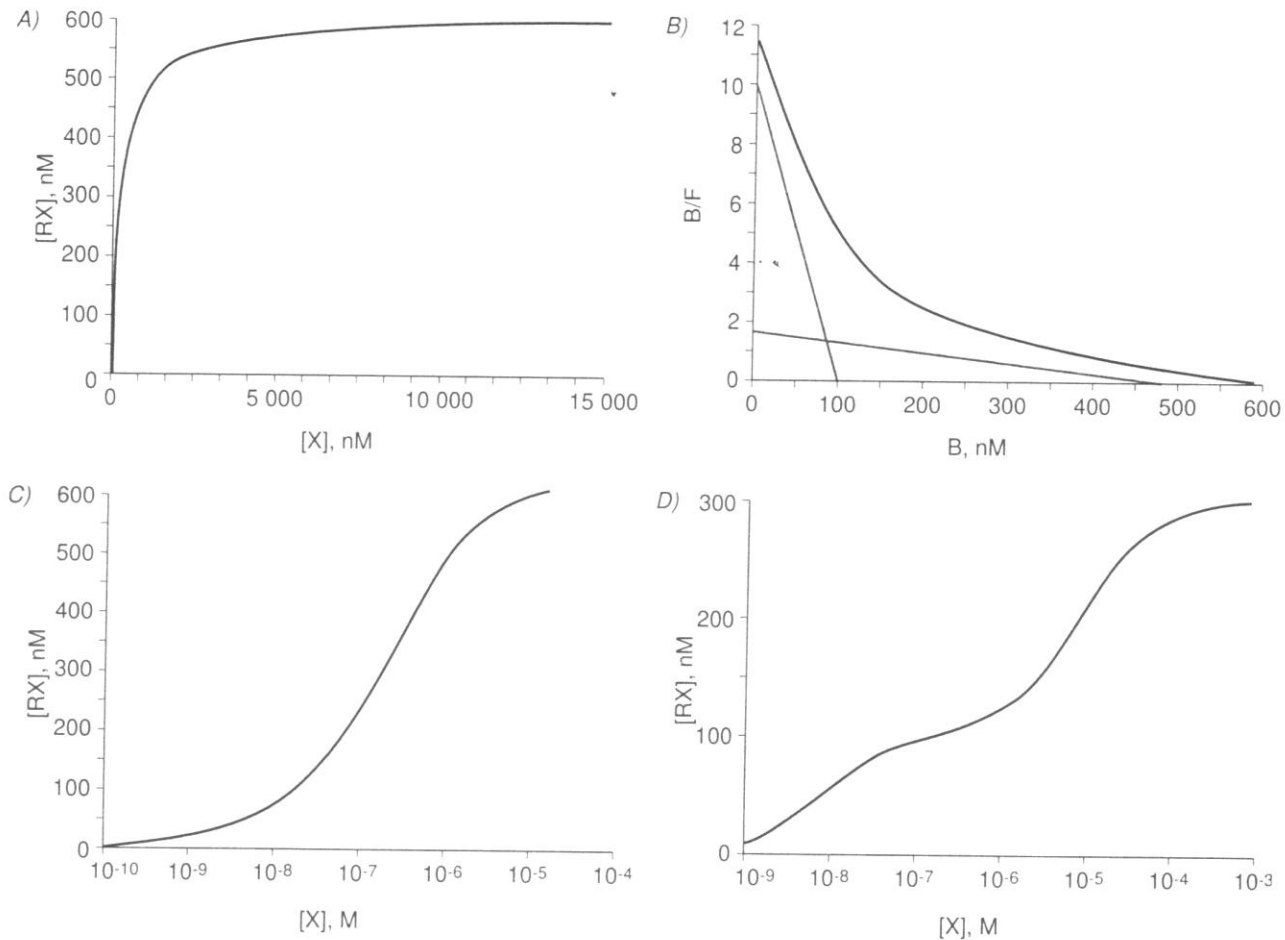 A)
600
500
400
300
200
100
0
[RX], nM
0 5 000 10 000 15 000
[X], nM
B)
12
10
8
6
4
2
0
B/F
0 100 200 300 400 500 600
B, nM
C)
600
500
400
300
200
100
0
[RX], nM
10-10 10-9 10-8 10-7 10-6 10-5 10-4
[X], M
D)
300
200
100
0
[RX], nM
10-9 10-8 10-7 10-6 10-5 10-4 10-3
[X], M